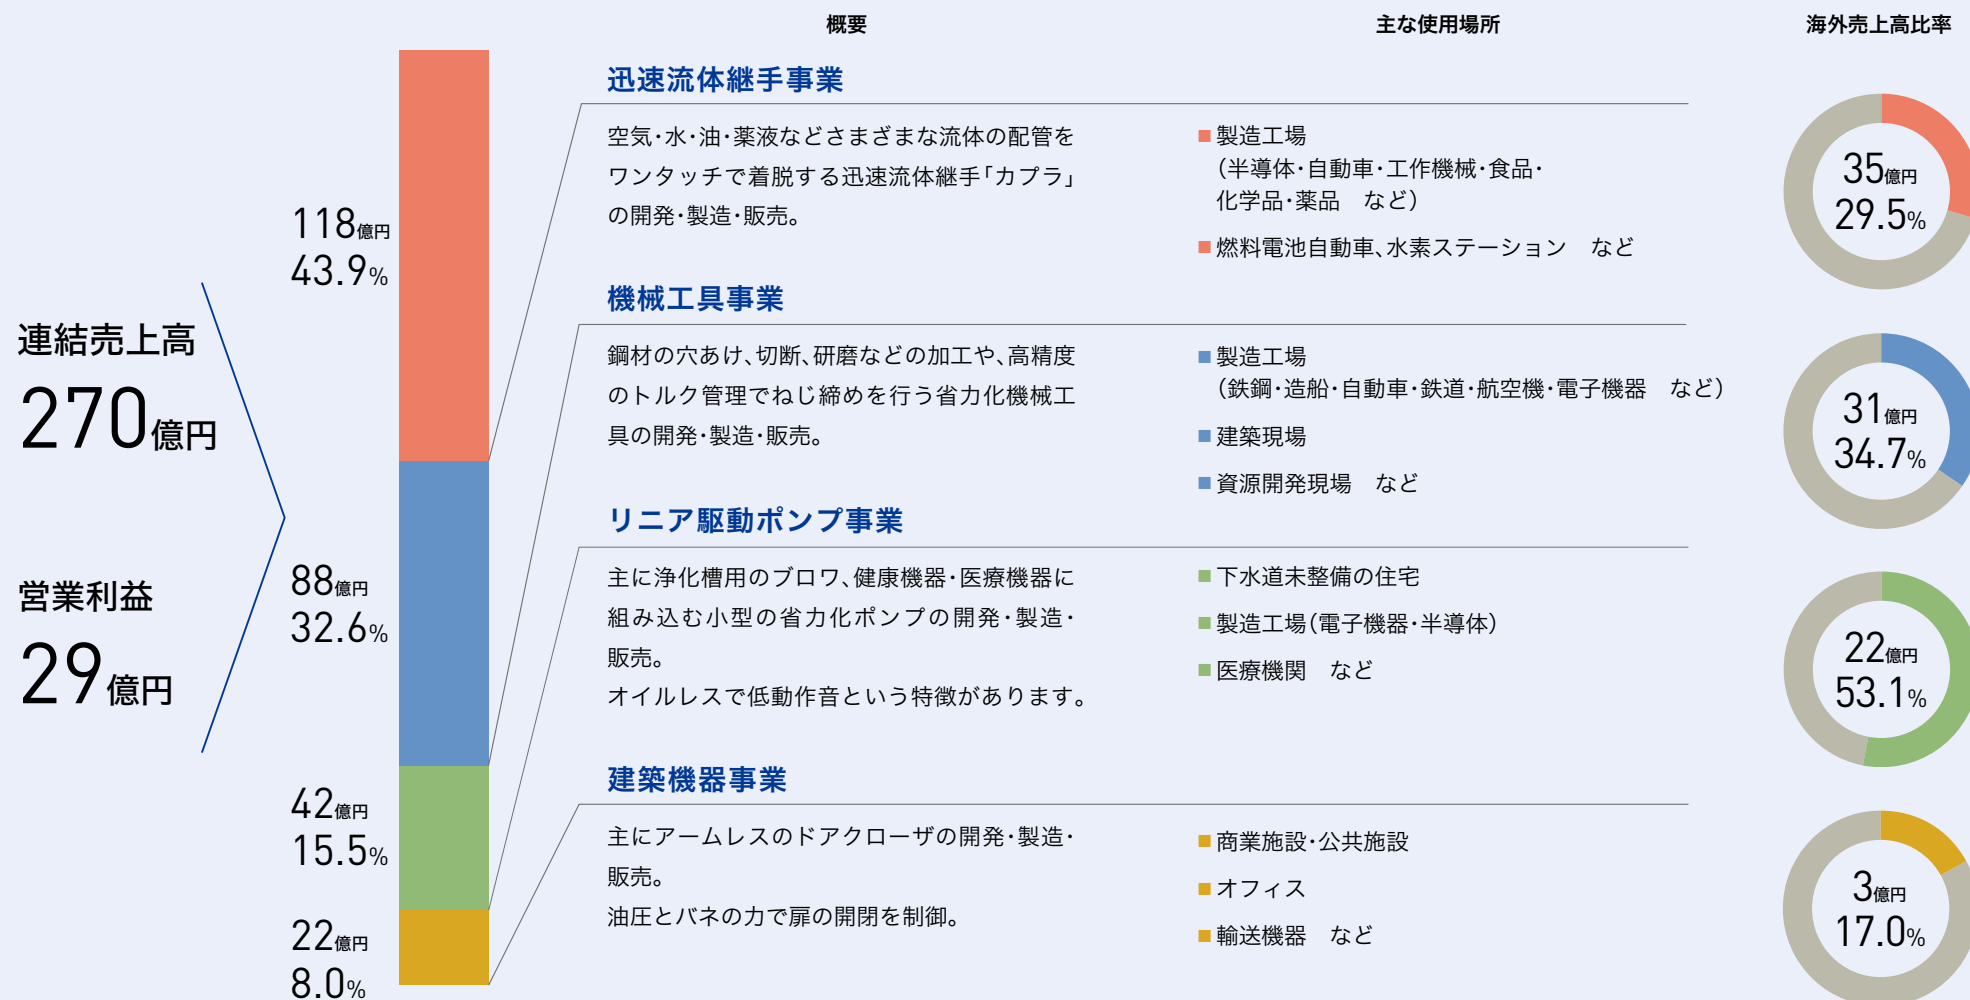 概要
主な使用場所
海外売上高比率
連結売上高
270億円
営業利益
29億円
118億円
43.9%
88億円
32.6%
42億円
15.5%
22億円
8.0%
迅速流体継手事業
空気・水・油・薬液などさまざまな流体の配管を
ワンタッチで着脱する迅速流体継手「カプラ」
の開発・製造・販売。
製造工場
（半導体・自動車・工作機械・食品・
化学品・薬品　など）
燃料電池自動車、水素ステーション　など
35億円
29.5%
機械工具事業
鋼材の穴あけ、切断、研磨などの加工や、高精度
のトルク管理でねじ締めを行う省力化機械工
具の開発・製造・販売。
製造工場
（鉄鋼・造船・自動車・鉄道・航空機・電子機器　など）
建築現場
資源開発現場　など
31億円
34.7%
リニア駆動ポンプ事業
主に浄化槽用のブロワ、健康機器・医療機器に
組み込む小型の省力化ポンプの開発・製造・
販売。
オイルレスで低動作音という特徴があります。
下水道未整備の住宅
製造工場（電子機器・半導体）
医療機関　など
22億円
53.1%
建築機器事業
主にアームレスのドアクローザの開発・製造・
販売。
油圧とバネの力で扉の開閉を制御。
商業施設・公共施設
オフィス
輸送機器　など
3億円
17.0%